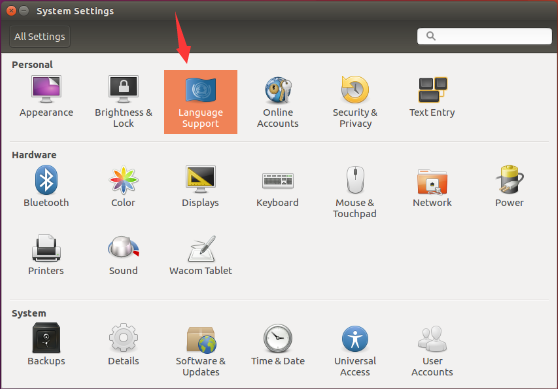 System Settings
All Settings
Personal
Appearance
Brightness &
Lock
Language
Support
Online
Accounts
Security &
Privacy
Text Entry
Hardware
Bluetooth
Color
Displays
Keyboard
Mouse &
Touchpad
Network
Power
Printers
Sound
Wacom Tablet
System
Backups
Details
Software &
Updates
Time & Date
Universal
Access
User
Accounts